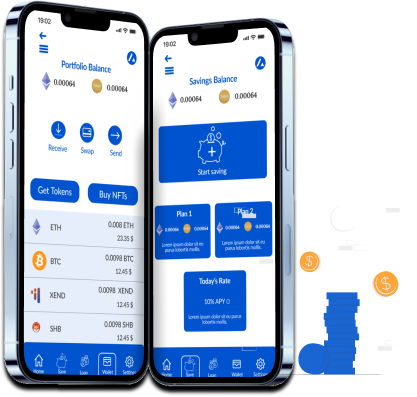 19:02
Portfolio Balance
0.00064
0.00064
Receive
Swap
Send
Get Tokens
Buy NFTs
ETH
0.008 ETH
23.35 $
BTC
0.0098 BTC
12.45 $
XEND
0.0098 XEND
12.45 $
SHB
0.0098 SHB
12.45 $
Home
Save
Loan
Wallet
Settings
19:02
Savings Balance
0.00064
0.00064
Start saving
Plan 1
0.00064
0.00064
Lorem ipsum dolor sit eu
purus lobortis mollis.
Plan 2
0.00064
0.00064
Lorem ipsum dolor sit eu
purus lobortis mollis.
Today's Rate
10% APY
Lorem ipsum dolor sit eu purus
lobortis mollis.
Home
Save
Loan
Wallet
Settings
$
$